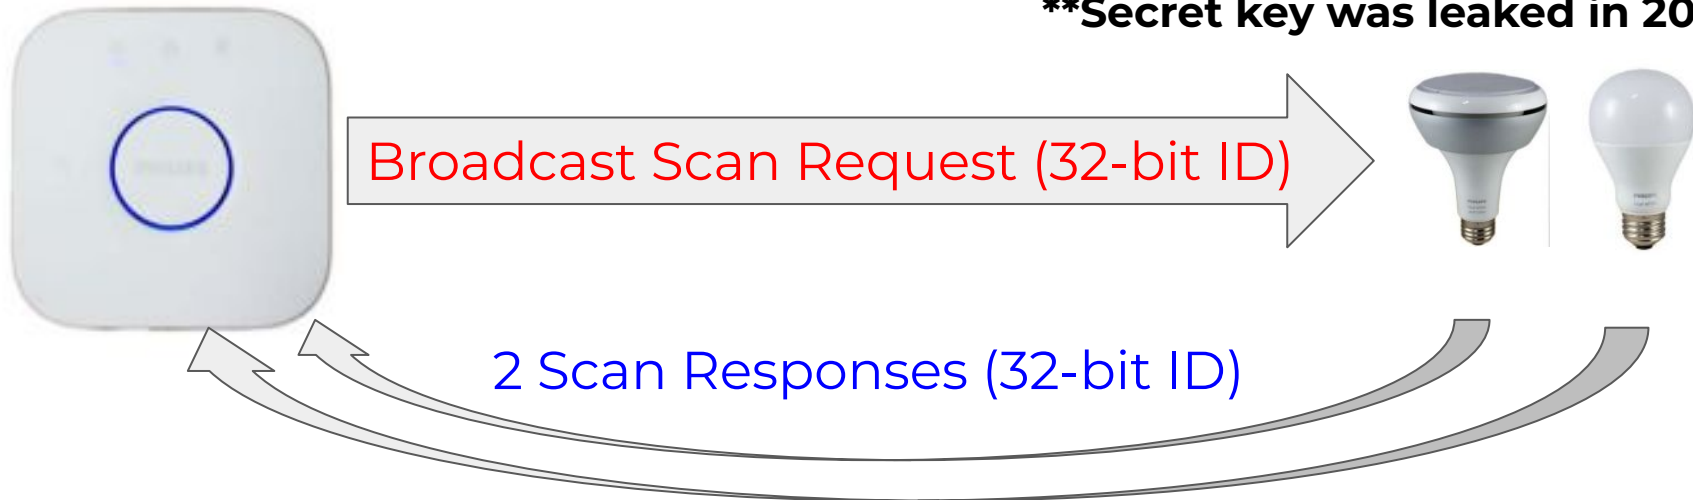 **Secret key was leaked in 20
Broadcast Scan Request (32-bit ID)
2 Scan Responses (32-bit ID)